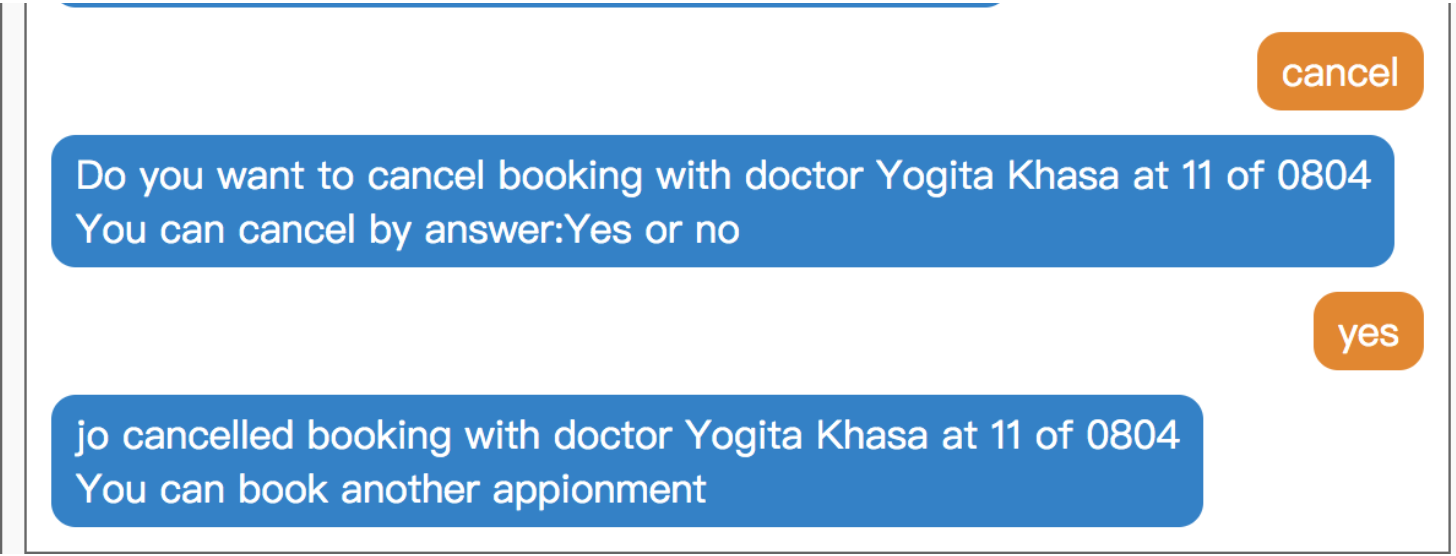 cancel
Do you want to cancel booking with doctor Yogita Khasa at 11 of 0804
You can cancel by answer:Yes or no
yes
jo cancelled booking with doctor Yogita Khasa at 11 of 0804
You can book another appionment